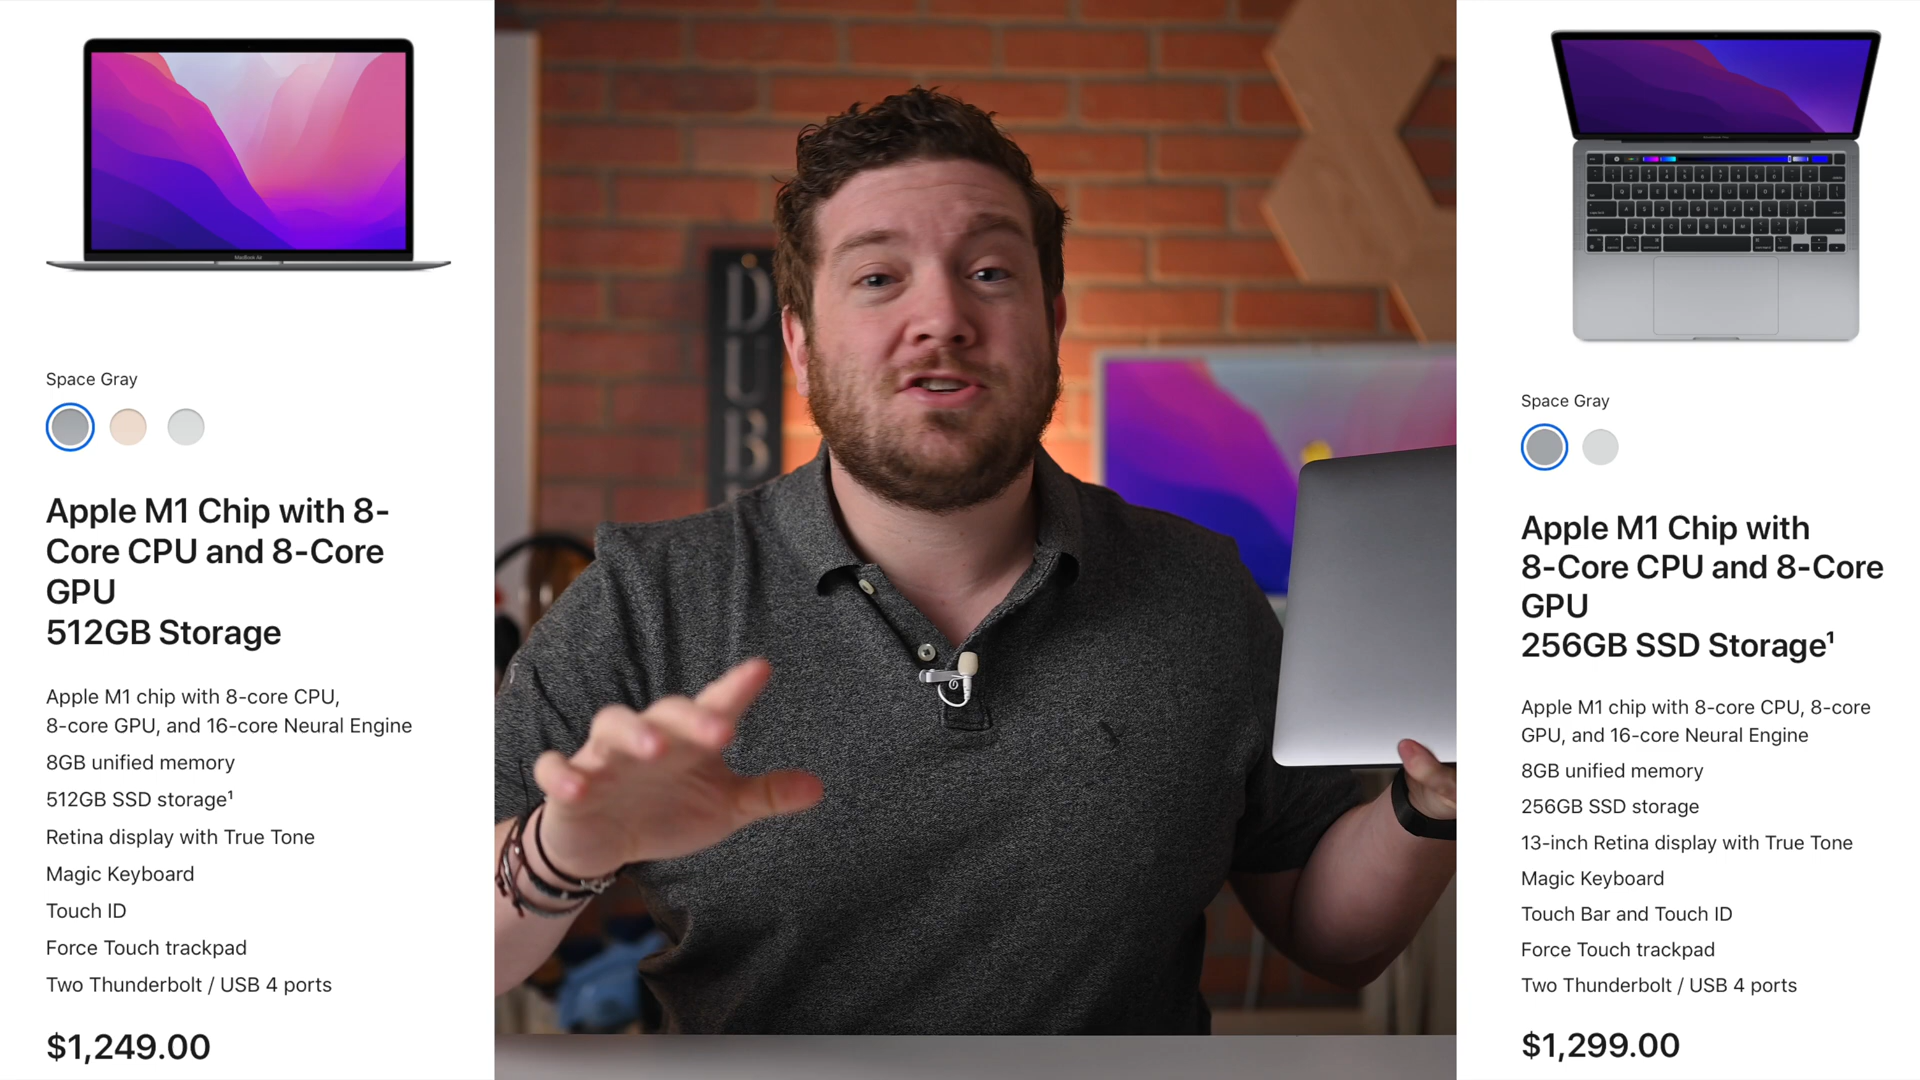 MacBook Air
Space Gray
Apple M1 Chip with 8-
Core CPU and 8-Core
GPU
512GB Storage
Apple M1 chip with 8-core CPU,
8-core GPU, and 16-core Neural Engine
8GB unified memory
512GB SSD storage¹
Retina display with True Tone
Magic Keyboard
Touch ID
Force Touch trackpad
Two Thunderbolt / USB 4 ports
$1,249.00
DUB
Space Gray
Apple M1 Chip with
8-Core CPU and 8-Core
GPU
256GB SSD Storage¹
Apple M1 chip with 8-core CPU, 8-core
GPU, and 16-core Neural Engine
8GB unified memory
256GB SSD storage
13-inch Retina display with True Tone
Magic Keyboard
Touch Bar and Touch ID
Force Touch trackpad
Two Thunderbolt / USB 4 ports
$1,299.00